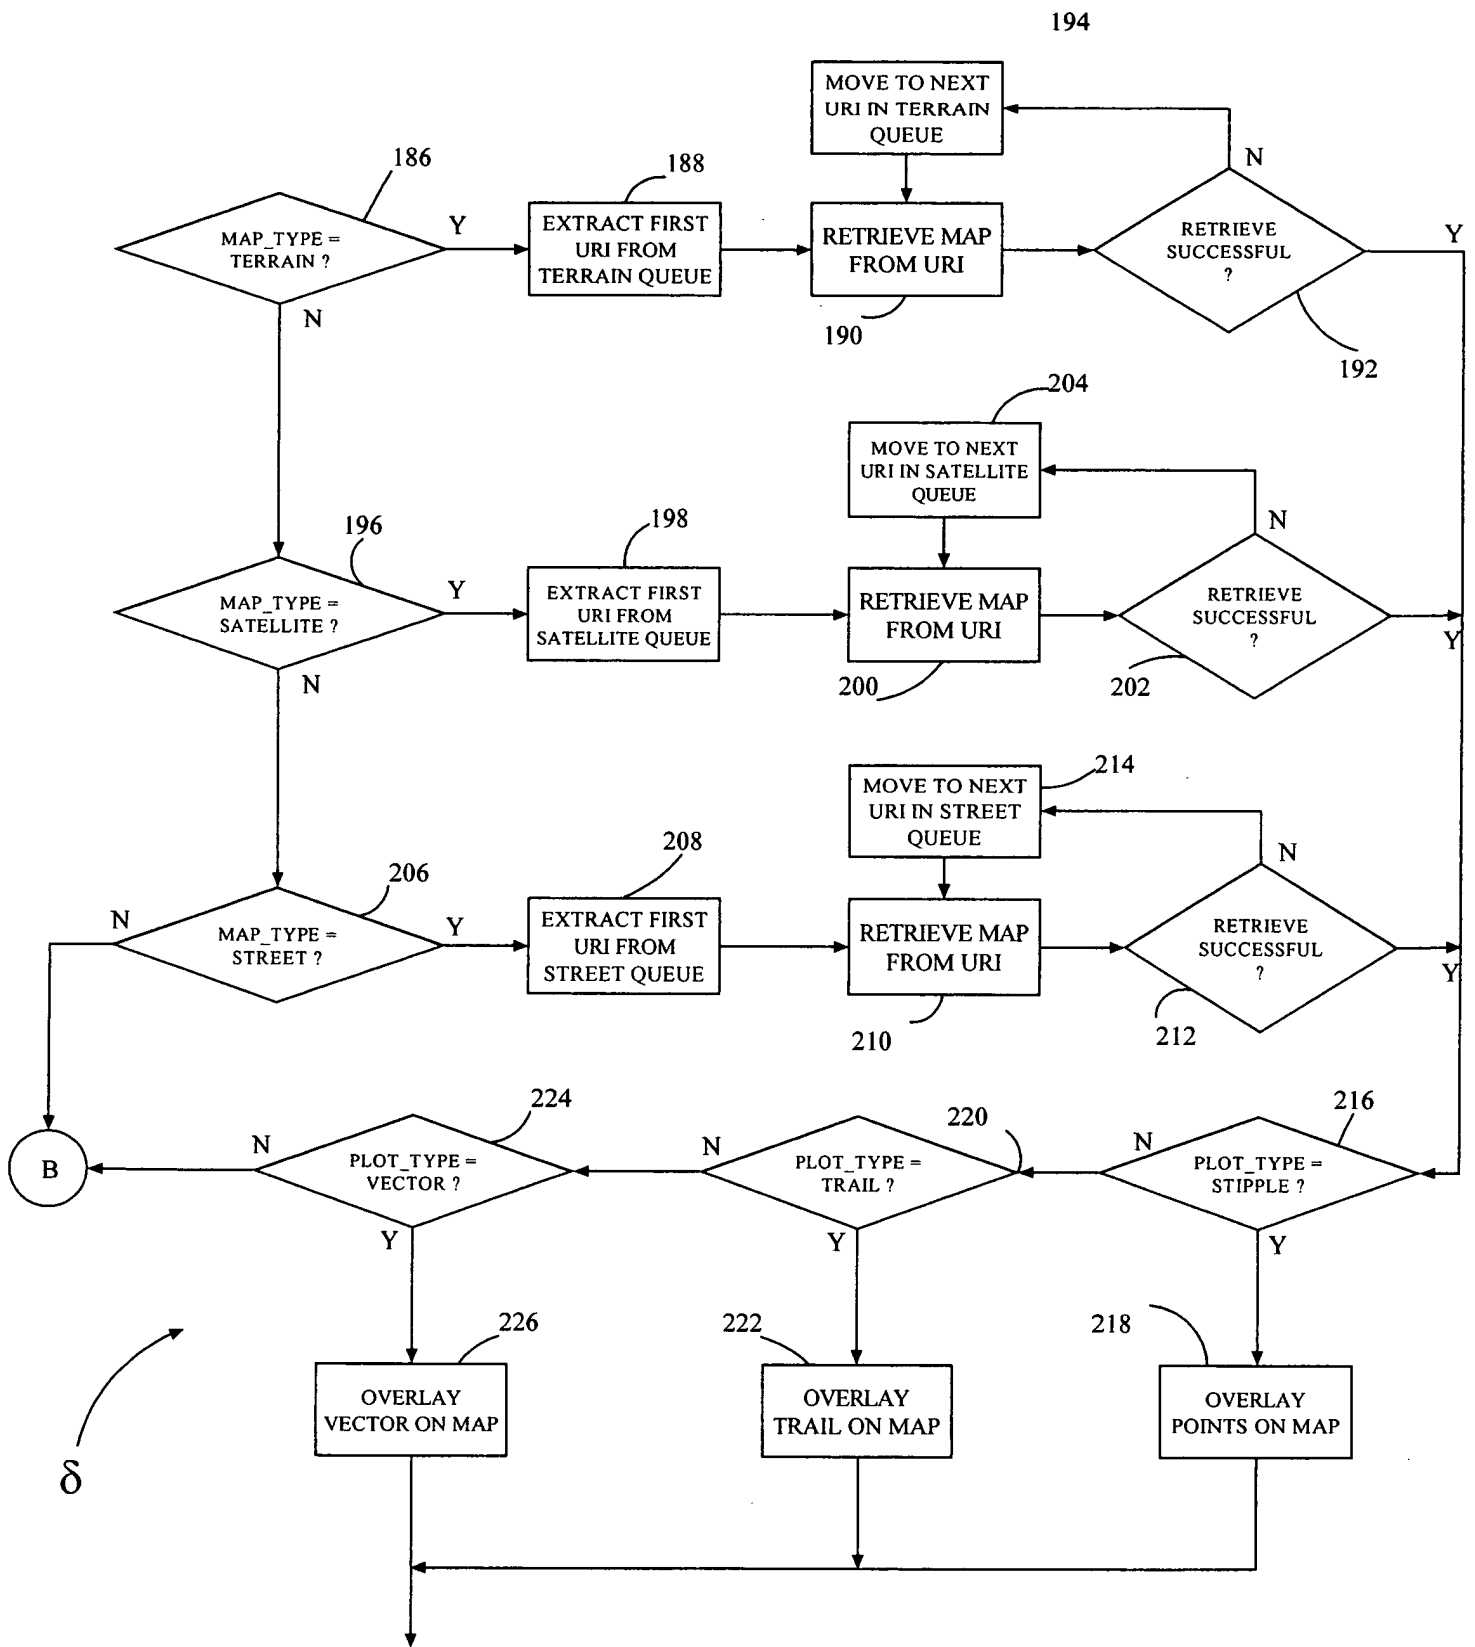 194
MOVE TO NEXT
URI IN TERRAIN
QUEUE
186
188
N
Y
Y
MAP_TYPE =
TERRAIN ?
EXTRACT FIRST
URI FROM
TERRAIN QUEUE
RETRIEVE MAP
FROM URI
RETRIEVE
SUCCESSFUL
?
N
190
192
204
MOVE TO NEXT
URI IN SATELLITE
QUEUE
196
198
N
Y
MAP_TYPE =
SATELLITE ?
EXTRACT FIRST
URI FROM
SATELLITE QUEUE
RETRIEVE MAP
FROM URI
RETRIEVE
SUCCESSFUL
?
Y
N
200
202
214
MOVE TO NEXT
URI IN STREET
QUEUE
206
208
N
N
Y
MAP_TYPE =
STREET ?
EXTRACT FIRST
URI FROM
STREET QUEUE
RETRIEVE MAP
FROM URI
RETRIEVE
SUCCESSFUL
?
Y
210
212
224
220
216
N
N
N
B
PLOT_TYPE =
VECTOR ?
PLOT_TYPE =
TRAIL ?
PLOT_TYPE =
STIPPLE ?
Y
Y
Y
226
222
218
OVERLAY
VECTOR ON MAP
OVERLAY
TRAIL ON MAP
OVERLAY
POINTS ON MAP
δ